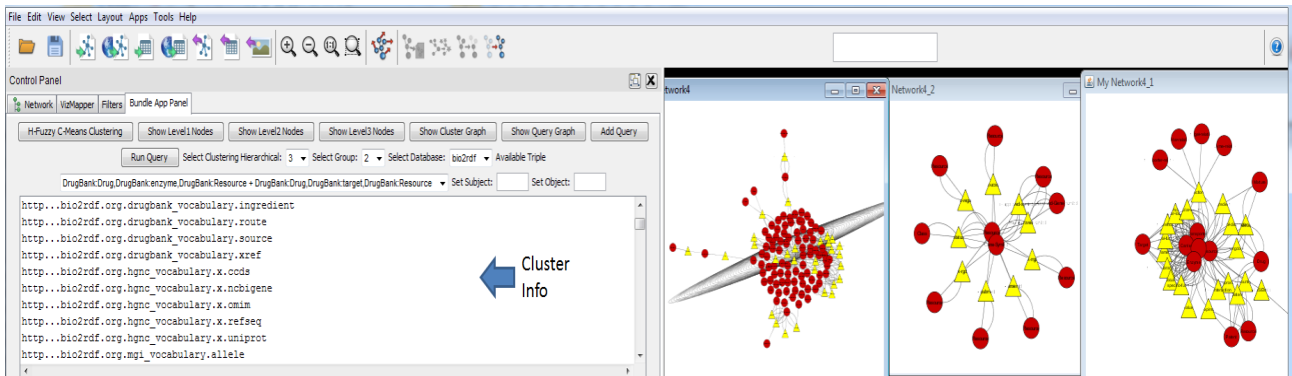 File Edit View Select Layout Apps Tools Help
Control Panel
Network VizMapper Filters Bundle App Panel
H-Fuzzy C-Means Clustering Show Level1 Nodes Show Level2 Nodes Show Level3 Nodes Show Cluster Graph Show Query Graph Add Query
Run Query Select Clustering Hierarchical: 3 Select Group: 2 Select Database: bio2rdf Available Triple
DrugBank:Drug,DrugBank:enzyme,DrugBank:Resource + DrugBank:Drug,DrugBank:target,DrugBank:Resource Set Subject: Set Object:
http...bio2rdf.org.drugbank_vocabulary.ingredient
http...bio2rdf.org.drugbank_vocabulary.route
http...bio2rdf.org.drugbank_vocabulary.source
http...bio2rdf.org.drugbank_vocabulary.xref
http...bio2rdf.org.hgnc_vocabulary.x.ccds
http...bio2rdf.org.hgnc_vocabulary.x.ncbigene
http...bio2rdf.org.hgnc_vocabulary.x.omim
http...bio2rdf.org.hgnc_vocabulary.x.refseq
http...bio2rdf.org.hgnc_vocabulary.x.uniprot
http...bio2rdf.org.mgi_vocabulary.allele
Cluster
Info
twork4
Network4_2
My Network4_1